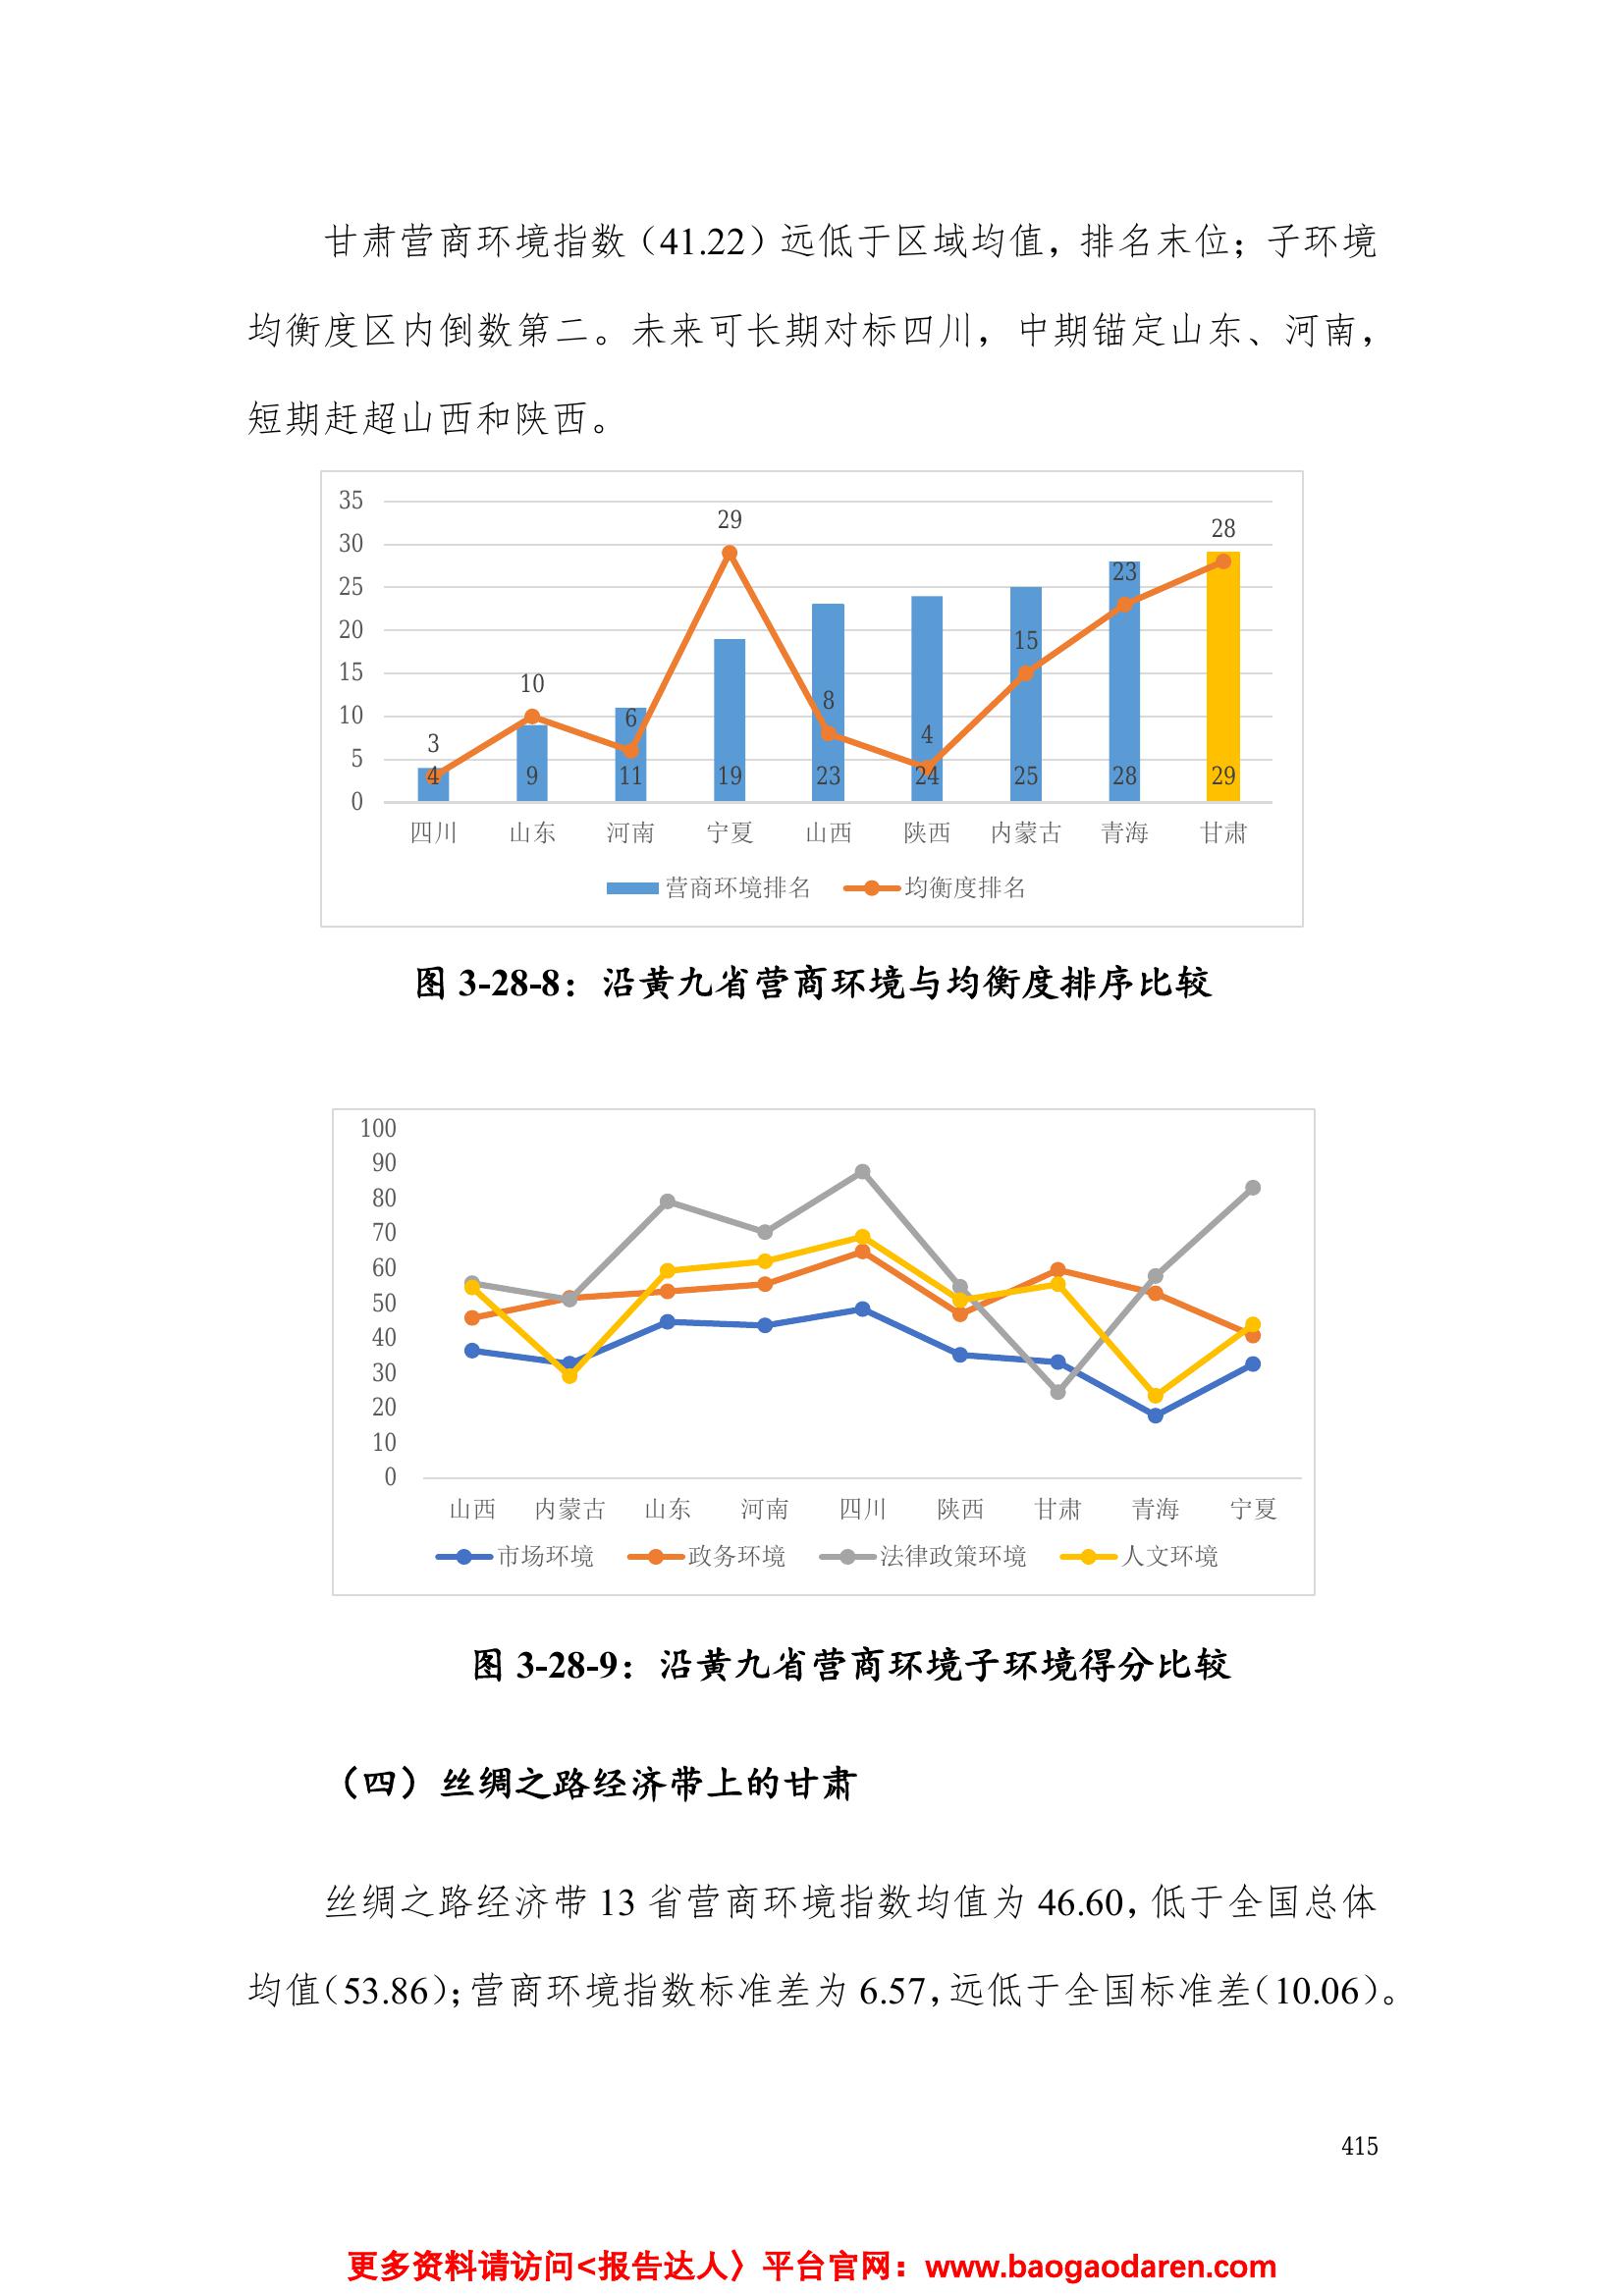 甘肃营商环境指数（41.22）远低于区域均值，排名末位；子环境
均衡度区内倒数第二。未来可长期对标四川，中期锚定山东、河南，
短期赶超山西和陕西。
35
30
25
20
15
10
5
0
3
10
6
29
8
4
15
23
28
4
9
11
19
23
24
25
28
29
四川 山东 河南 宁夏 山西 陕西 内蒙古 青海 甘肃
营商环境排名 均衡度排名
图 3-28-8：沿黄九省营商环境与均衡度排序比较
100
90
80
70
60
50
40
30
20
10
0
山西 内蒙古 山东 河南 四川 陕西 甘肃 青海 宁夏
市场环境 政务环境 法律政策环境 人文环境
图 3-28-9：沿黄九省营商环境子环境得分比较
（四）丝绸之路经济带上的甘肃
丝绸之路经济带 13 省营商环境指数均值为 46.60，低于全国总体
均值（53.86）；营商环境指数标准差为 6.57，远低于全国标准差（10.06）。
415
更多资料请访问<报告达人〉平台官网：www.baogaodaren.com